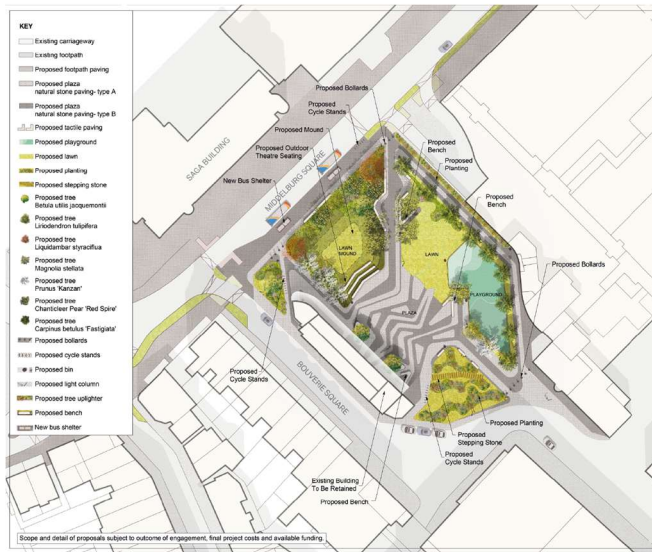 KEY
Existing carriageway
Existing footpath
Proposed footpath paving
Proposed plaza
natural stone paving- type A
Proposed plaza
natural stone paving- type B
Proposed tactile paving
Proposed playground
Proposed lawn
Proposed planting
Proposed stepping stone
Proposed tree
Betula utilis jacquemontii
Proposed tree
Liriodendron tulipifera
Proposed tree
Liquidambar styraciflua
Proposed tree
Magnolia stellata
Proposed tree
Prunus 'Kanzan'
Proposed tree
Chanticleer Pear 'Red Spire'
Proposed tree
Carpinus betulus 'Fastigiata'
Proposed bollards
Proposed cycle stands
Proposed bin
Proposed light column
Proposed tree uplighter
Proposed bench
New bus shelter
SAGA BUILDING
MIDDELBURG SQUARE
BOUVERIE SQUARE
Proposed Bollards
Proposed
Cycle Stands
Proposed Mound
Proposed Outdoor
Theatre Seating
New Bus Shelter
Proposed
Bench
Proposed
Planting
Proposed
Bench
Proposed Bollards
LAWN
MOUND
LAWN
PLAYGROUND
PLAZA
Proposed
Cycle Stands
Proposed Planting
Proposed
Stepping Stone
Proposed
Cycle Stands
Existing Building
To Be Retained
Proposed Bench
Scope and detail of proposals subject to outcome of engagement, final project costs and available funding.